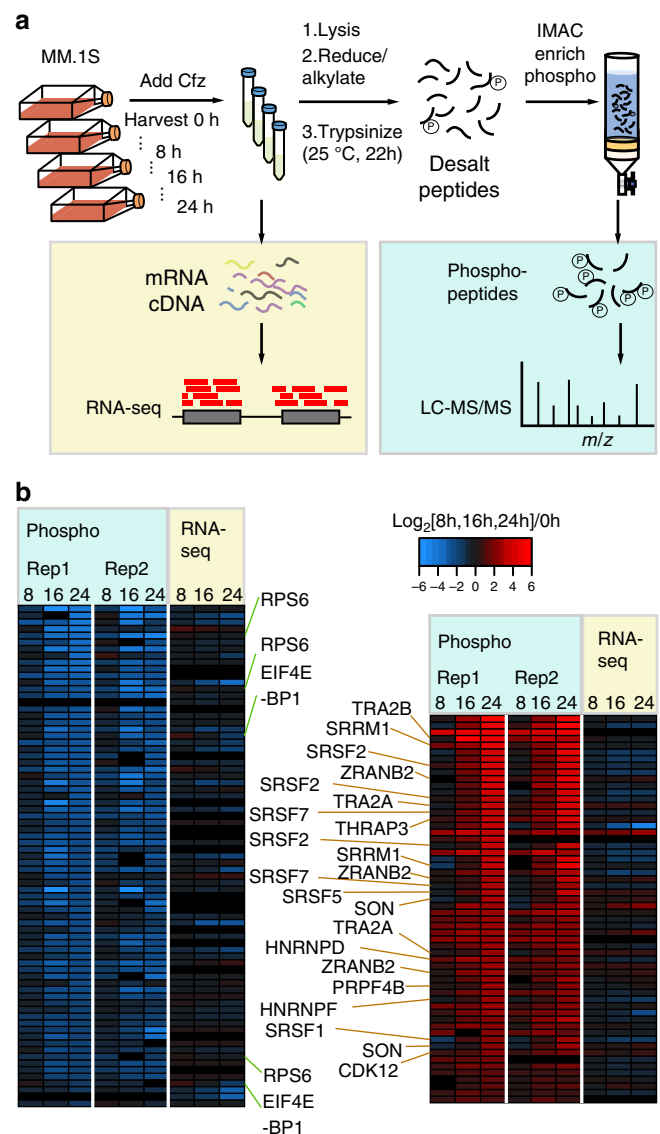 a
MM.1S
Add Cfz
Harvest 0 h
8 h
16 h
24 h
1.Lysis
2.Reduce/
alkylate
3.Trypsinize
(25 °C, 22h)
P
P
Desalt
peptides
IMAC
enrich
phospho
mRNA
cDNA
RNA-seq
Phospho-
peptides
P
P
P
P
P
P
P
LC-MS/MS
m/z
b
Phospho
Rep1
Rep2
8 16 24
8 16 24
RNA-
seq
8 16 24
RPS6
RPS6
EIF4E
-BP1
RPS6
EIF4E
-BP1
Log2[8h,16h,24h]/0h
−6 −4 −2 0 2 4 6
Phospho
Rep1
Rep2
8 16 24
8 16 24
RNA-
seq
8 16 24
TRA2B
SRRM1
SRSF2
ZRANB2
SRSF2
TRA2A
SRSF7
THRAP3
SRSF2
SRRM1
ZRANB2
SRSF7
SRSF5
SON
TRA2A
HNRNPD
ZRANB2
PRPF4B
HNRNPF
SRSF1
SON
CDK12